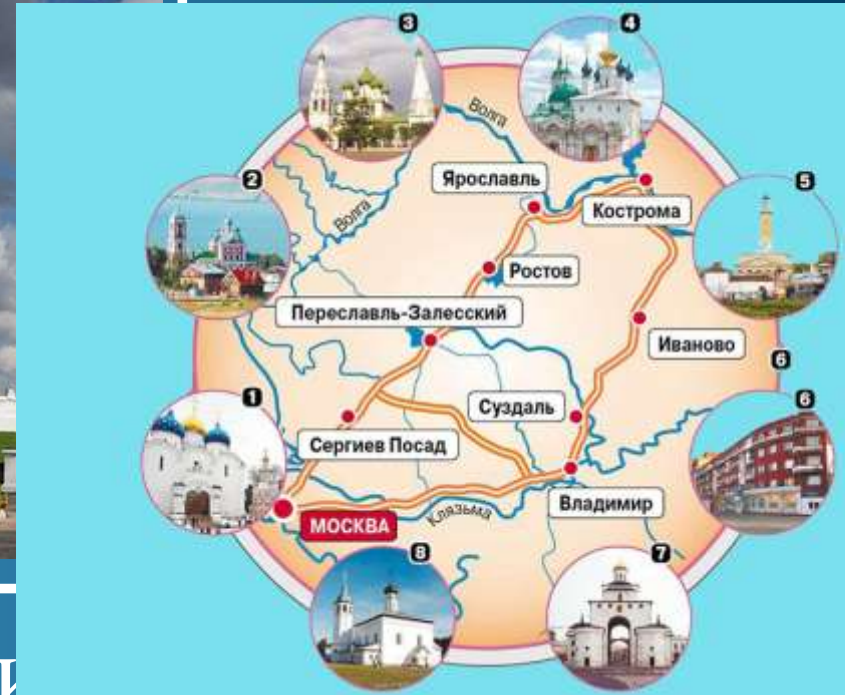 3
4
Волга
Ярославль
2
5
Кострома
Волга
Ростов
Переславль-Залесский
Иваново
6
1
Суздаль
6
Сергиев Посад
Владимир
МОСКВА
Клязьма
8
7